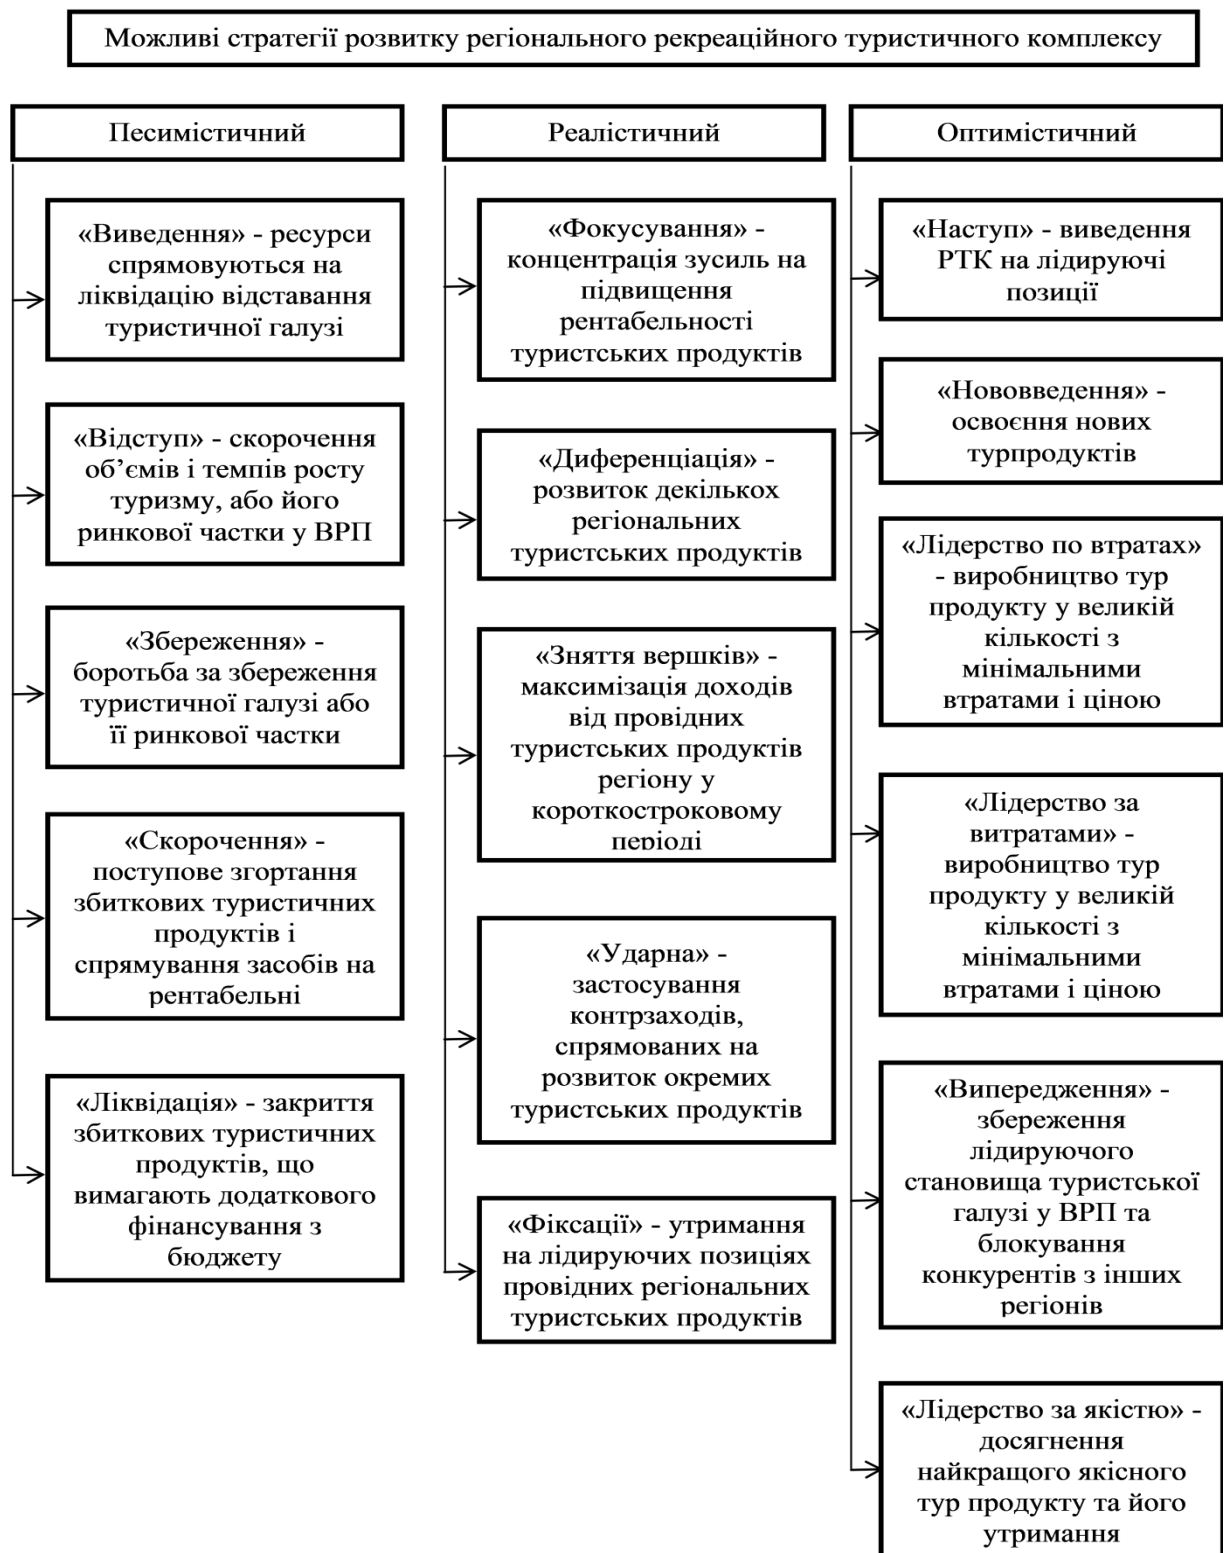 Можливі стратегії розвитку регіонального рекреаційного туристичного комплексу
Песимістичний
«Виведення» - ресурси
спрямовуються на
ліквідацію відставання
туристичної галузі
«Відступ» - скорочення
об’ємів і темпів росту
туризму, або його
ринкової частки у ВРП
«Збереження» -
боротьба за збереження
туристичної галузі або
її ринкової частки
«Скорочення» -
поступове згортання
збиткових туристичних
продуктів і
спрямування засобів на
рентабельні
«Ліквідація» - закриття
збиткових туристичних
продуктів, що
вимагають додаткового
фінансування з
бюджету
Реалістичний
«Фокусування» -
концентрація зусиль на
підвищення
рентабельності
туристських продуктів
«Диференціація» -
розвиток декількох
регіональних
туристських продуктів
«Зняття вершків» -
максимізація доходів
від провідних
туристських продуктів
регіону у
короткостроковому
періоді
«Ударна» -
застосування
контрзаходів,
спрямованих на
розвиток окремих
туристських продуктів
«Фіксації» - утримання
на лідируючих позиціях
провідних регіональних
туристських продуктів
Оптимістичний
«Наступ» - виведення
РТК на лідируючі
позиції
«Нововведення» -
освоєння нових
турпродуктів
«Лідерство по втратах»
- виробництво тур
продукту у великій
кількості з
мінімальними
втратами і ціною
«Лідерство за
витратами» -
виробництво тур
продукту у великій
кількості з
мінімальними
втратами і ціною
«Випередження» -
збереження
лідируючого
становища туристської
галузі у ВРП та
блокування
конкурентів з інших
регіонів
«Лідерство за якістю» -
досягнення
найкращого якісного
тур продукту та його
утримання